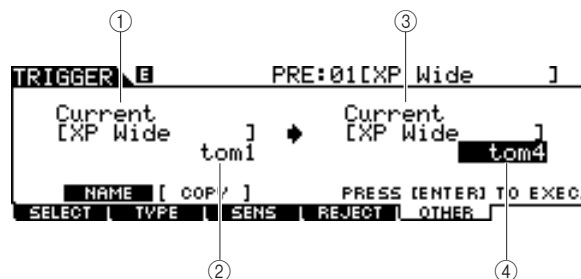 ① ③
TRIGGER E PRE:01[XP Wide ]
Current Current
[XP Wide ] → [XP Wide ]
tom1 tom4
NAME [ COPY ] PRESS [ENTER] TO EXEC
SELECT TYPE SENS REJECT OTHER
② ④